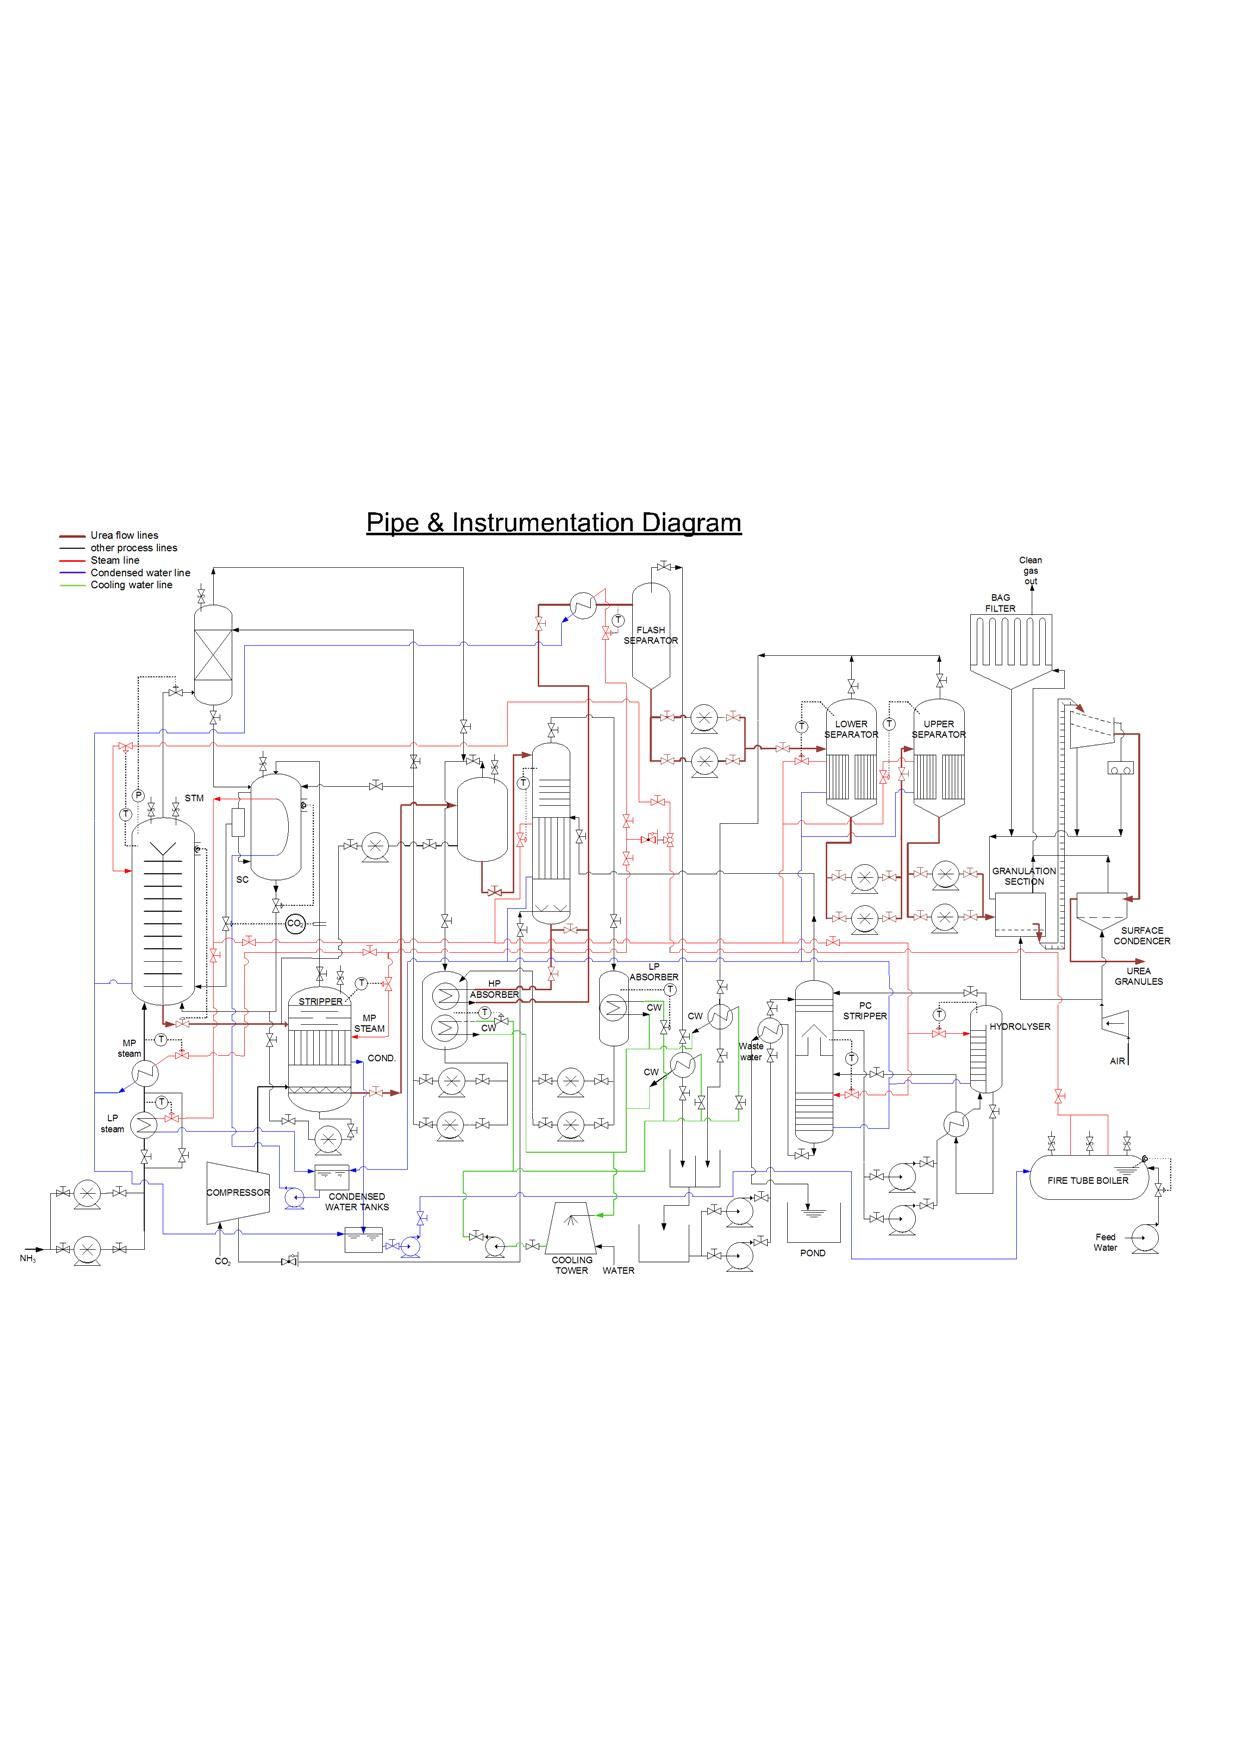 Pipe & Instrumentation Diagram
Urea flow lines
other process lines
Steam line
Condensed water line
Cooling water line
Clean
gas
out
BAG
FILTER
T
FLASH
SEPARATOR
LOWER
SEPARATOR
UPPER
SEPARATOR
T
T
T
P
T
STM
SC
CO2
GRANULATION
SECTION
SURFACE
CONDENCER
UREA
GRANULES
STRIPPER
T
MP
STEAM
COND.
HP
ABSORBER
T
CW
LP
ABSORBER
T
CW
CW
CW
Waste
water
PC
STRIPPER
T
T
HYDROLYSER
AIR
MP
steam
T
LP
steam
T
COMPRESSOR
CONDENSED
WATER TANKS
COOLING
TOWER
WATER
POND
FIRE TUBE BOILER
Feed
Water
NH3
CO2